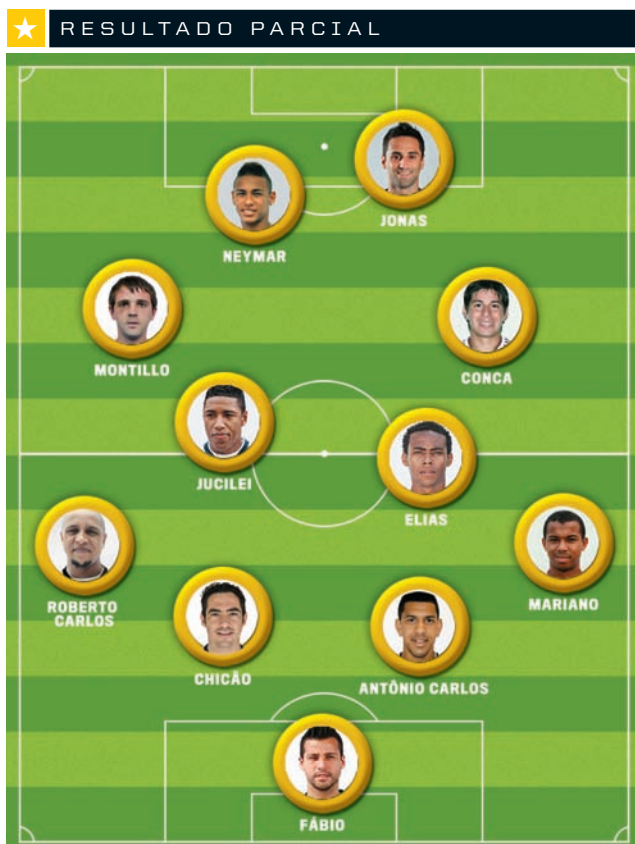 RESULTADO PARCIAL
JONAS
NEYMAR
MONTILLO
CONCA
JUCILEI
ELIAS
ROBERTO
CARLOS
MARIANO
CHICÃO
ANTÔNIO CARLOS
FÁBIO